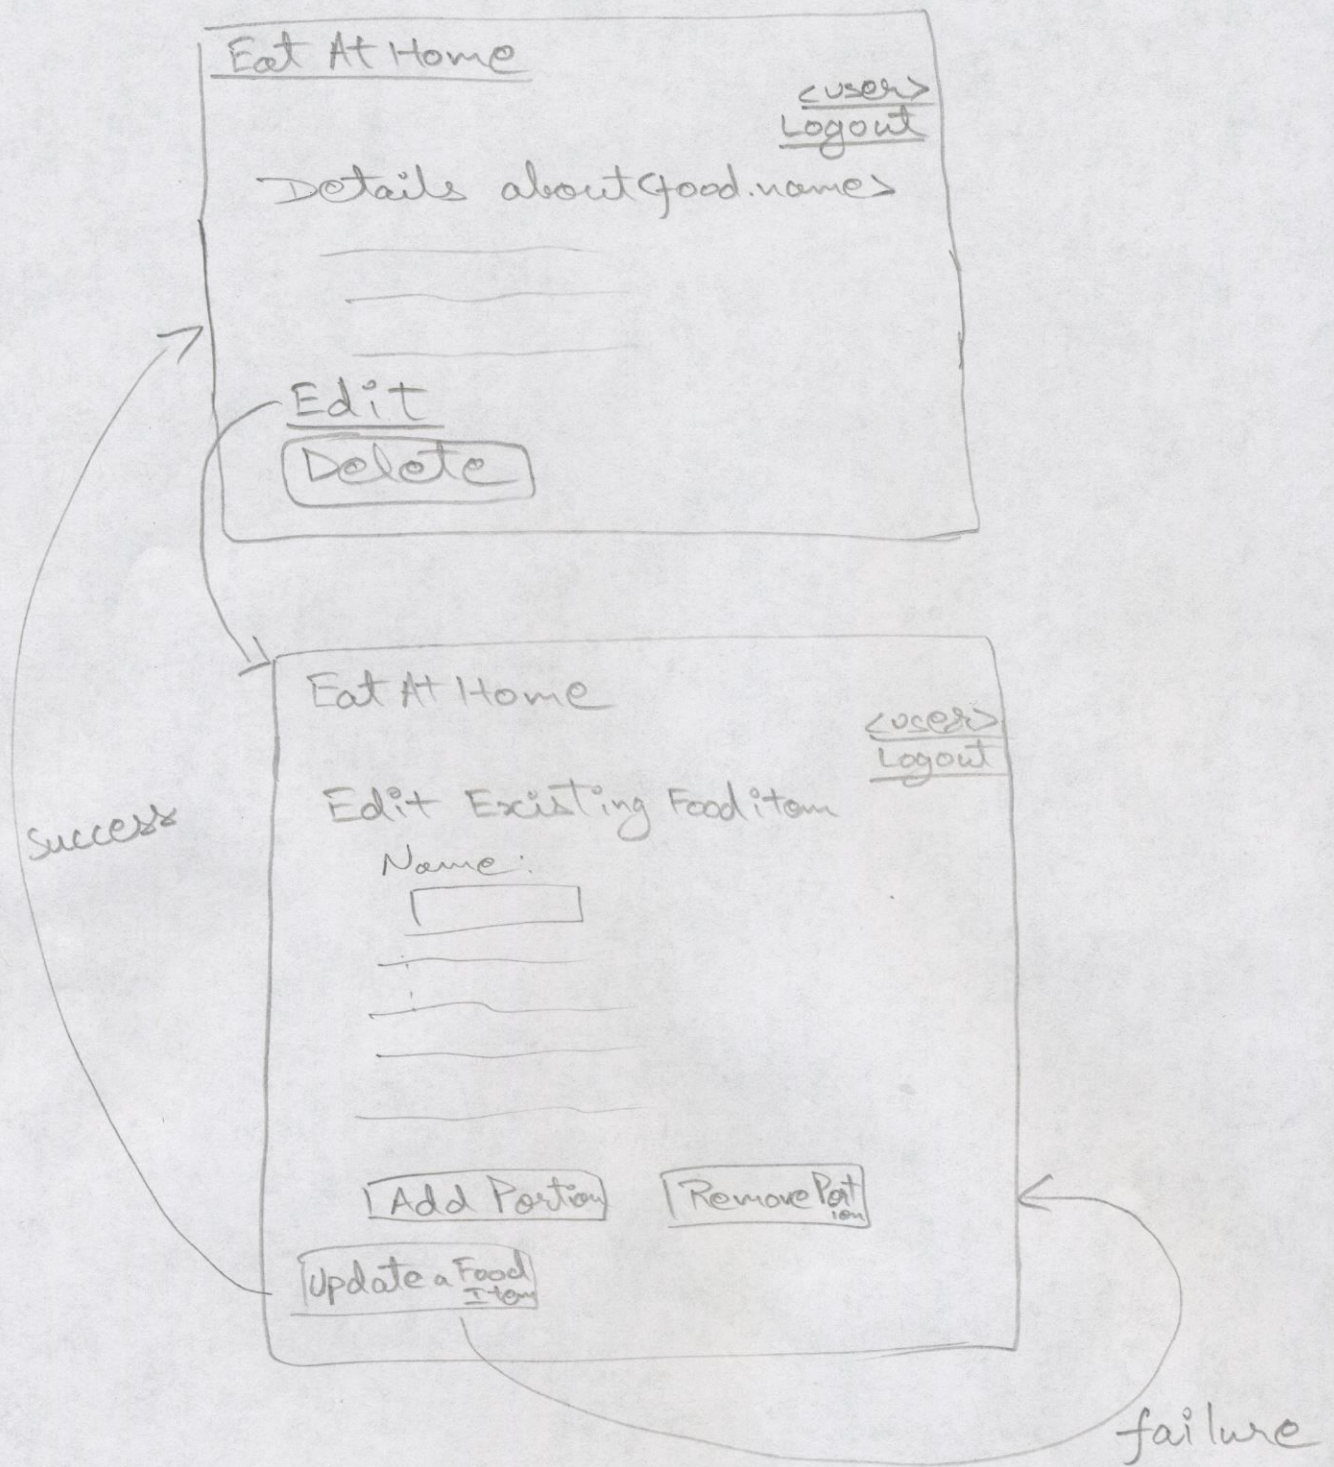 Eat At Home
<user>
Logout
Details about <food.name>
Edit
Delete
Eat At Home
<user>
Logout
Edit Existing Food item
Name:
success
Add Portion
Remove Portion
Update a Food Item
failure